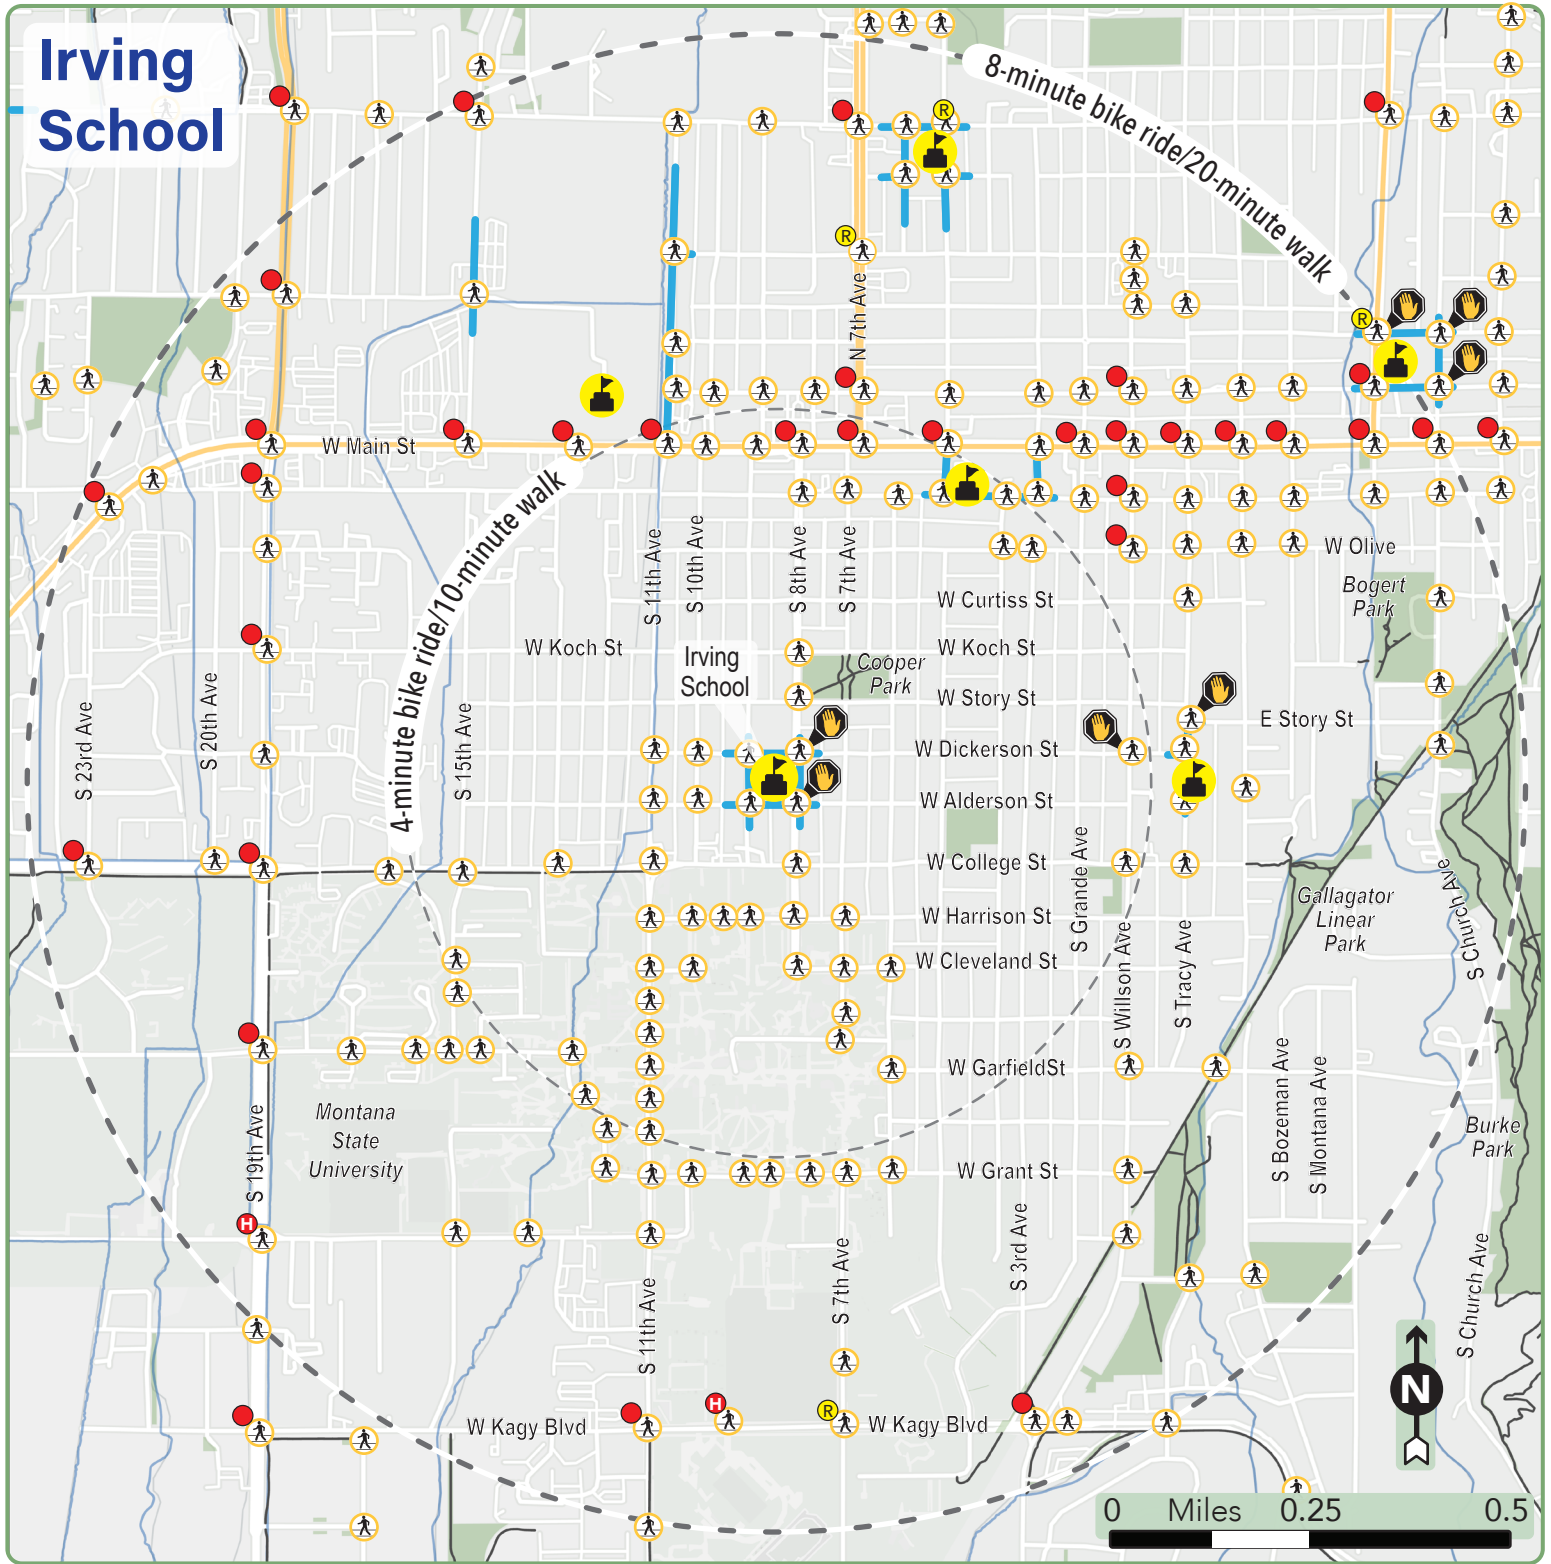 Irving
School
8-minute bike ride/20-minute walk
R
R
N 7th Ave
R
W Main St
4-minute bike ride/10-minute walk
S 11th Ave
S 10th Ave
S 8th Ave
S 7th Ave
W Olive
Bogert
Park
W Curtiss St
W Koch St
W Koch St
Irving
School
Cooper
Park
W Story St
E Story St
S 23rd Ave
S 20th Ave
S 15th Ave
W Dickerson St
W Alderson St
S Grande Ave
W College St
Gallagator
Linear
Park
S Church Ave
W Harrison St
S Willson Ave
S Tracy Ave
W Cleveland St
W GarfieldSt
S Bozeman Ave
S Montana Ave
Montana
State
University
S 19th Ave
Burke
Park
W Grant St
H
S 3rd Ave
S 11th Ave
S 7th Ave
S Church Ave
N
H
R
W Kagy Blvd
W Kagy Blvd
0 Miles 0.25 0.5